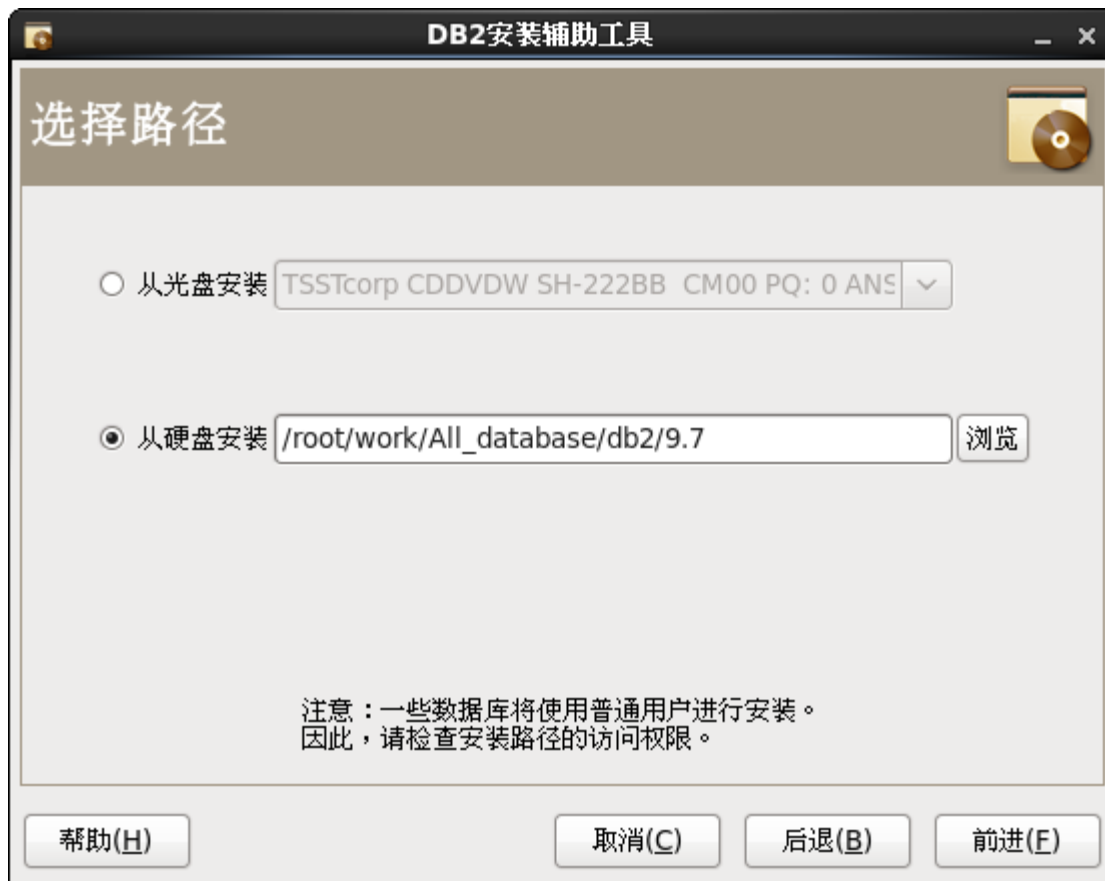 DB2安装辅助工具
选择路径
从光盘安装 TSSTcorp CDDVDW SH-222BB CM00 PQ: 0 ANS
从硬盘安装 /root/work/All_database/db2/9.7 浏览
注意：一些数据库将使用普通用户进行安装。
因此，请检查安装路径的访问权限。
帮助(H) 取消(C) 后退(B) 前进(F)